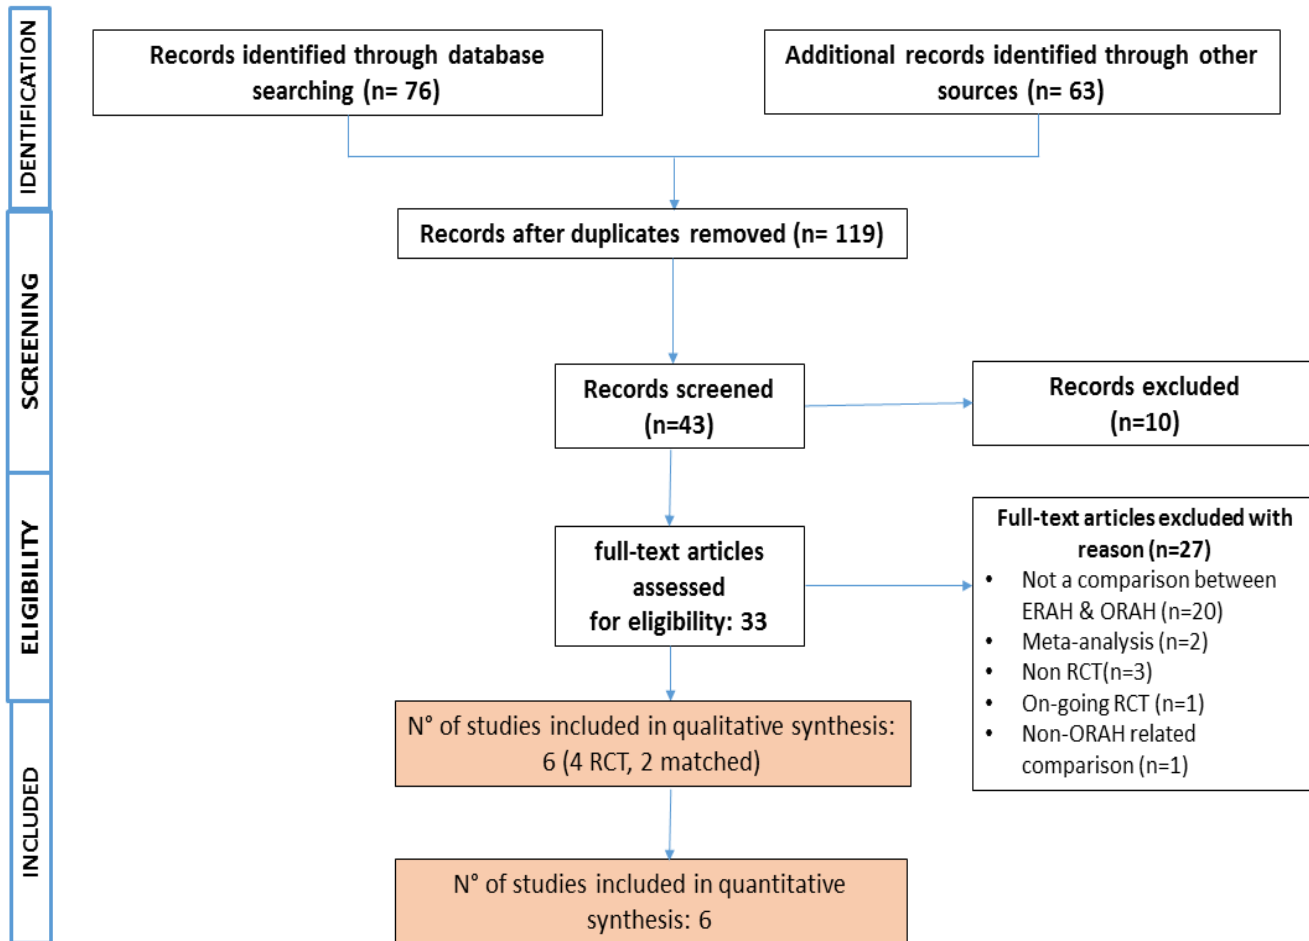 IDENTIFICATION
Records identified through database
searching (n= 76)
Additional records identified through other
sources (n= 63)
SCREENING
Records after duplicates removed (n= 119)
Records screened
(n=43)
Records excluded
(n=10)
ELIGIBILITY
full-text articles
assessed
for eligibility: 33
Full-text articles excluded with
reason (n=27)
• Not a comparison between
ERAH & ORAH (n=20)
• Meta-analysis (n=2)
• Non RCT(n=3)
• On-going RCT (n=1)
• Non-ORAH related
comparison (n=1)
INCLUDED
N° of studies included in qualitative synthesis:
6 (4 RCT, 2 matched)
N° of studies included in quantitative
synthesis: 6